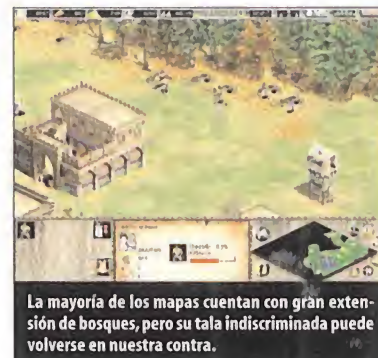 La mayoría de los mapas cuentan con gran exten-
sión de bosques, pero su tala indiscriminada puede
volverse en nuestra contra.